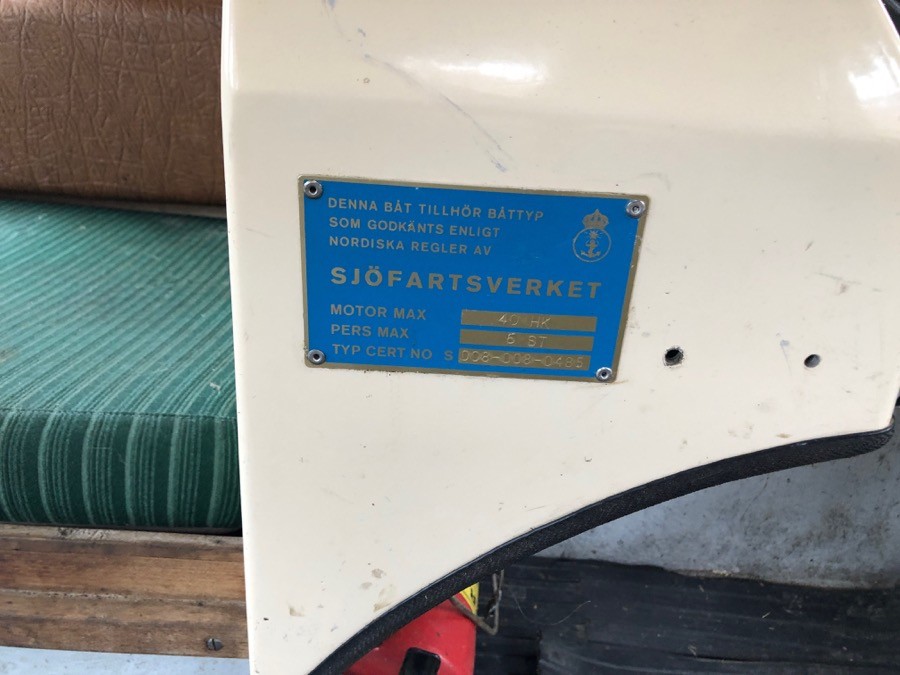 DENNA BÅT TILLHÖR BÅTTYP
SOM GODKÄNTS ENLIGT
NORDISKA REGLER AV
SJÖFARTSVERKET
MOTOR MAX 40 HK
PERS MAX 6 ST
TYP CERT NO S 008-008-0485